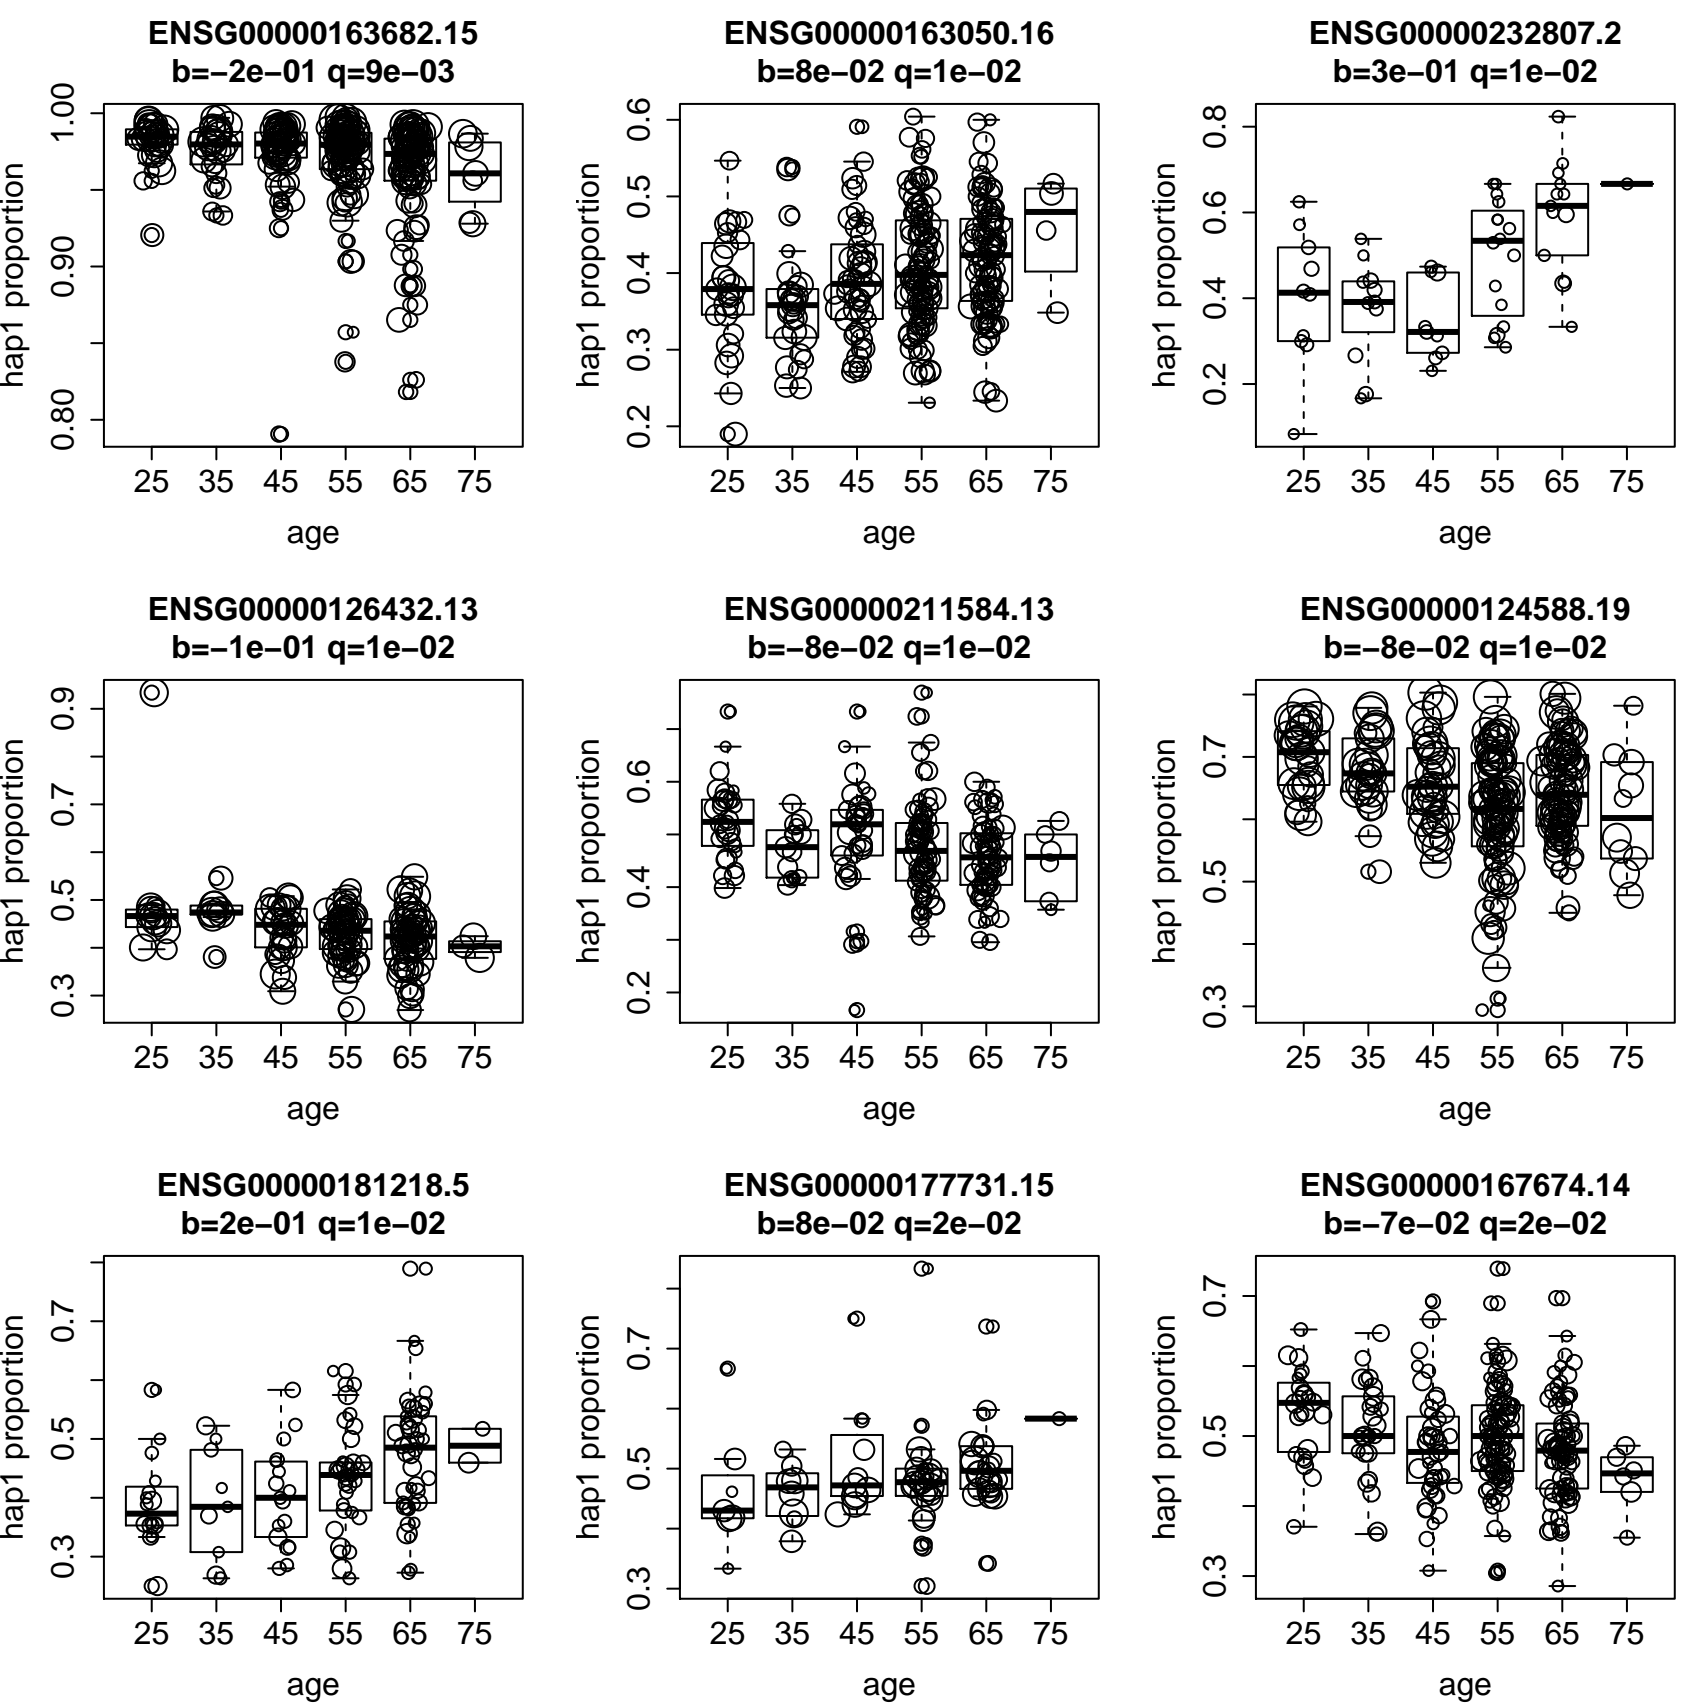 ENSG00000163682.15
b=−2e−01 q=9e−03
hap1 proportion
1.00
0.90
0.80
25 35 45 55 65 75
age
ENSG00000163050.16
b=8e−02 q=1e−02
hap1 proportion
0.6
0.5
0.4
0.3
0.2
25 35 45 55 65 75
age
ENSG00000232807.2
b=3e−01 q=1e−02
hap1 proportion
0.8
0.6
0.4
0.2
25 35 45 55 65 75
age
ENSG00000126432.13
b=−1e−01 q=1e−02
hap1 proportion
0.9
0.7
0.5
0.3
25 35 45 55 65 75
age
ENSG00000211584.13
b=−8e−02 q=1e−02
hap1 proportion
0.6
0.4
0.2
25 35 45 55 65 75
age
ENSG00000124588.19
b=−8e−02 q=1e−02
hap1 proportion
0.7
0.5
0.3
25 35 45 55 65 75
age
ENSG00000181218.5
b=2e−01 q=1e−02
hap1 proportion
0.7
0.5
0.3
25 35 45 55 65 75
age
ENSG00000177731.15
b=8e−02 q=2e−02
hap1 proportion
0.7
0.5
0.3
25 35 45 55 65 75
age
ENSG00000167674.14
b=−7e−02 q=2e−02
hap1 proportion
0.7
0.5
0.3
25 35 45 55 65 75
age